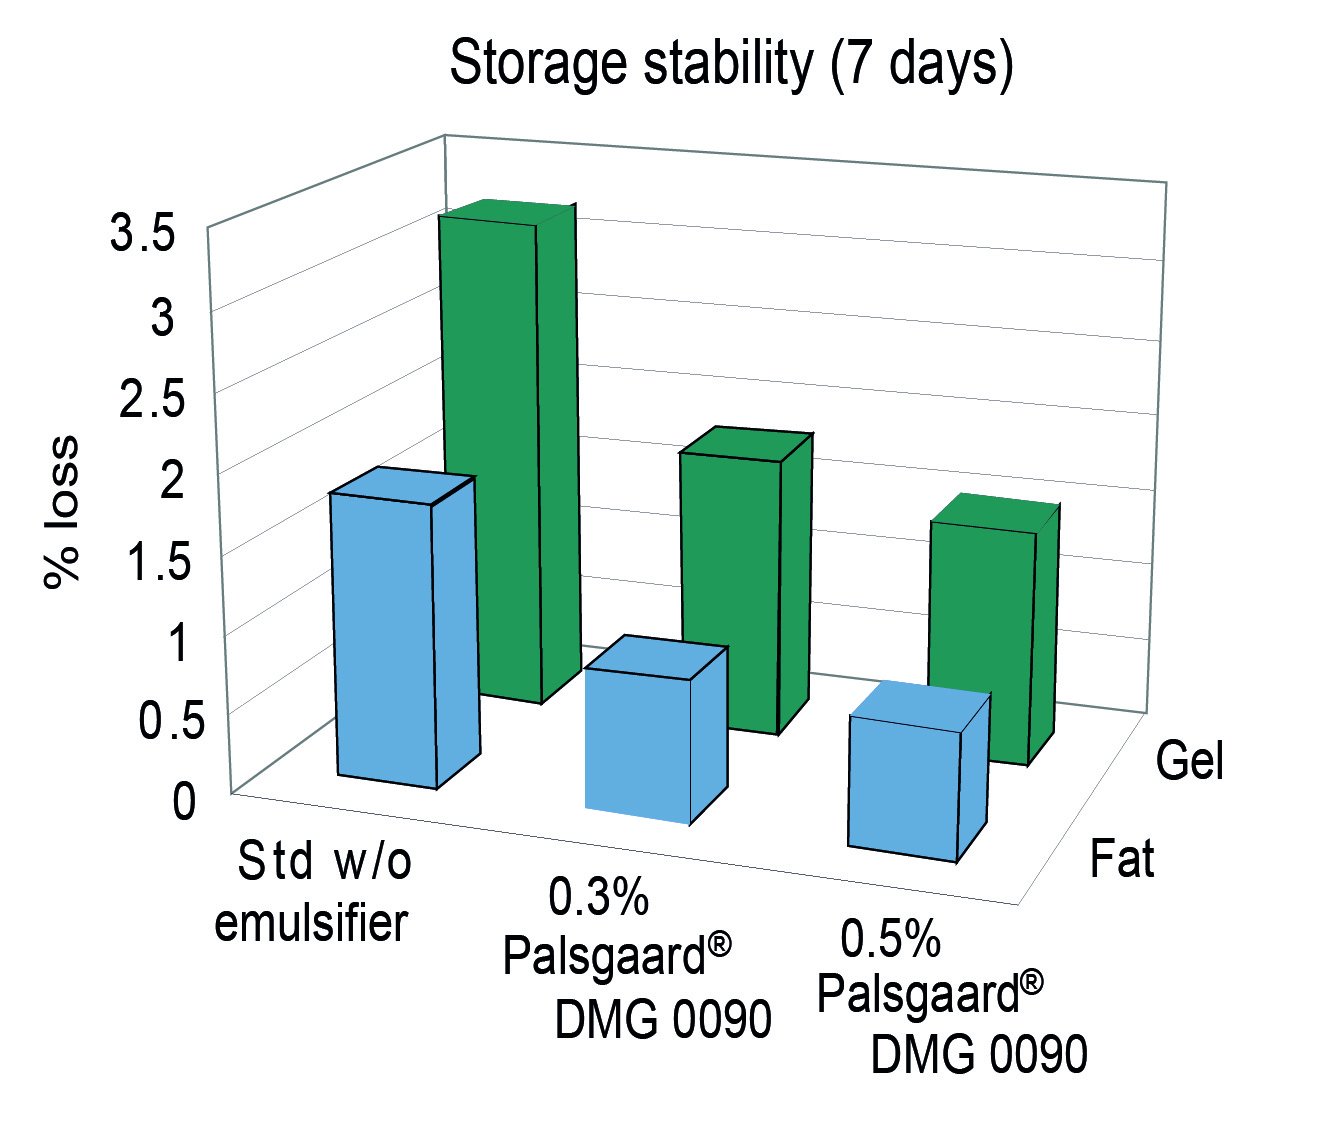 Storage stability (7 days)
% loss
3.5
3
2.5
2
1.5
1
0.5
0
Std w/o
emulsifier
0.3%
Palsgaard®
DMG 0090
0.5%
Palsgaard®
DMG 0090
Fat
Gel